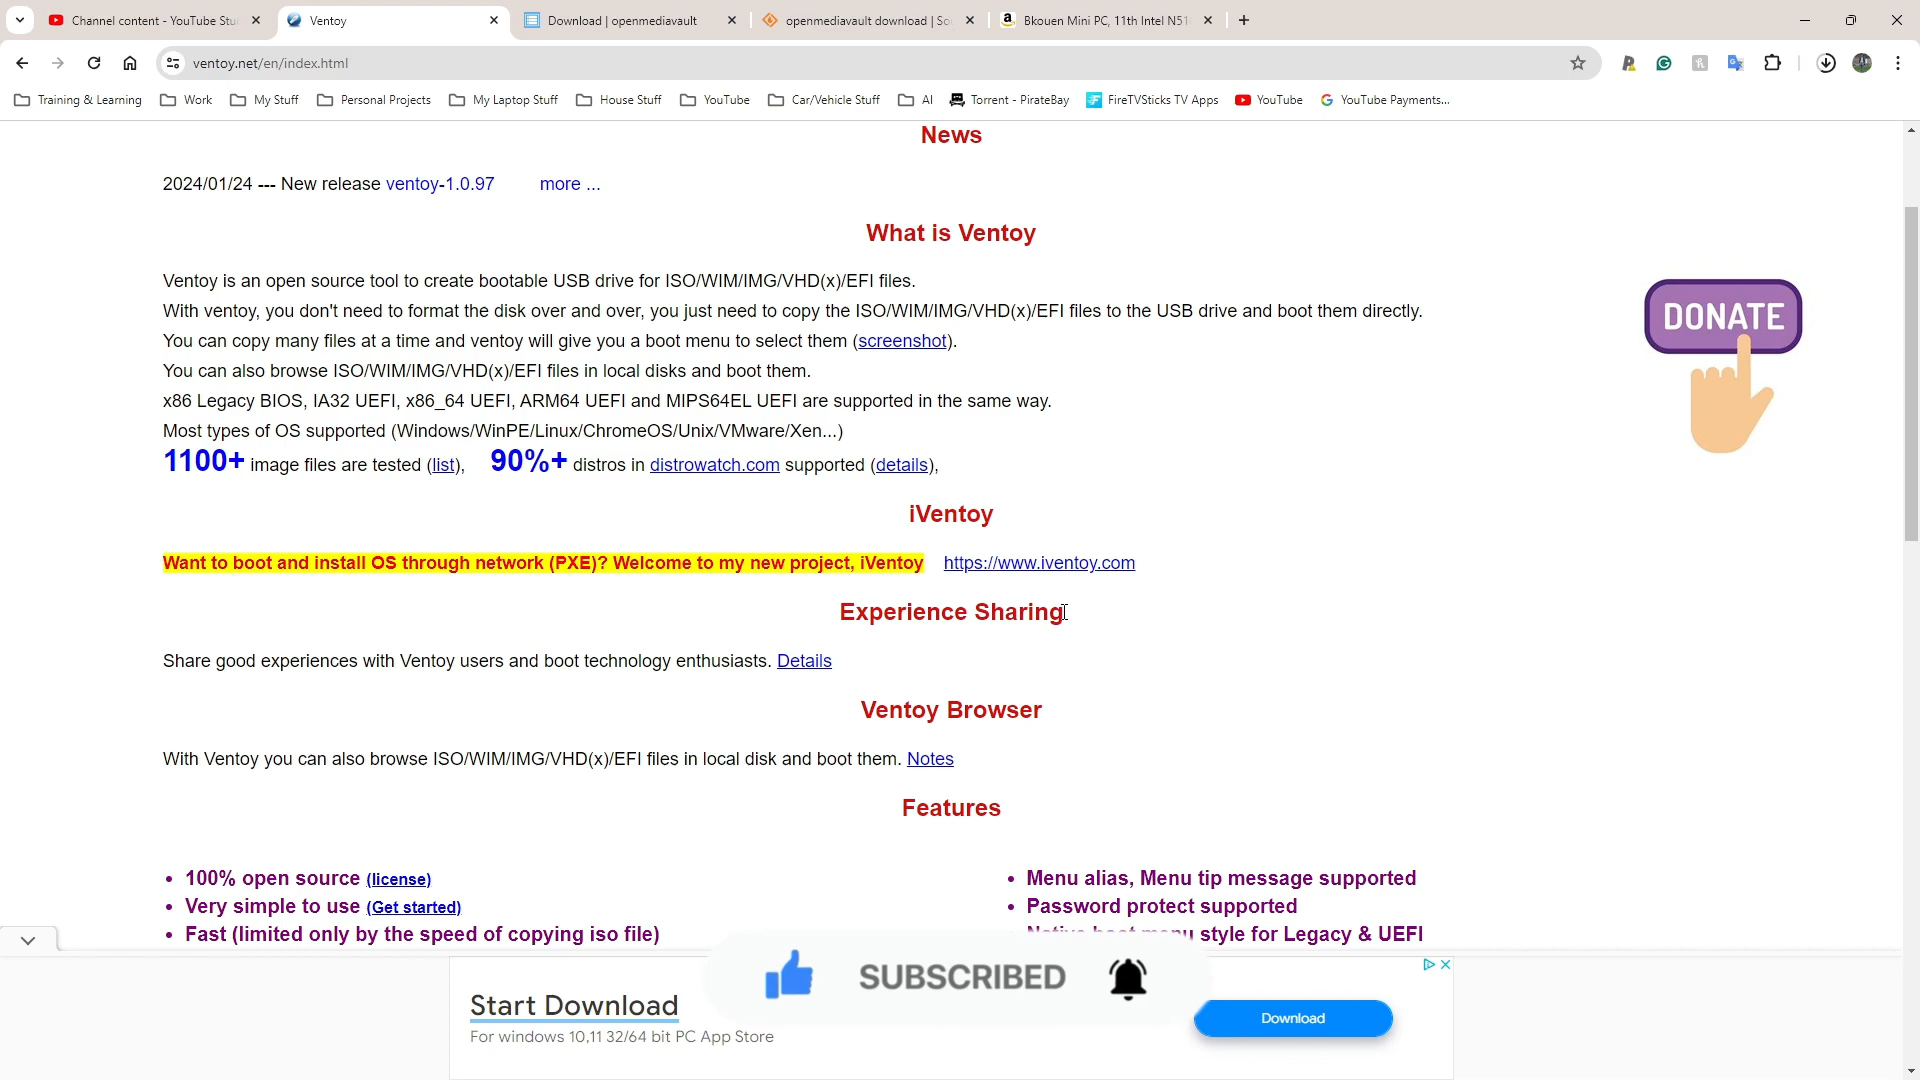 Channel content - YouTube Stu
Ventoy
Download | openmediavault
openmediavault download | So
Bkouen Mini PC, 11th Intel N51
ventoy.net/en/index.html
Training & Learning
Work
My Stuff
Personal Projects
My Laptop Stuff
House Stuff
YouTube
Car/Vehicle Stuff
AI
Torrent - PirateBay
FireTVSticks TV Apps
YouTube
YouTube Payments...
News
2024/01/24 --- New release ventoy-1.0.97 more ...
What is Ventoy
Ventoy is an open source tool to create bootable USB drive for ISO/WIM/IMG/VHD(x)/EFI files.
With ventoy, you don't need to format the disk over and over, you just need to copy the ISO/WIM/IMG/VHD(x)/EFI files to the USB drive and boot them directly.
You can copy many files at a time and ventoy will give you a boot menu to select them (screenshot).
You can also browse ISO/WIM/IMG/VHD(x)/EFI files in local disks and boot them.
x86 Legacy BIOS, IA32 UEFI, x86_64 UEFI, ARM64 UEFI and MIPS64EL UEFI are supported in the same way.
Most types of OS supported (Windows/WinPE/Linux/ChromeOS/Unix/VMware/Xen...)
1100+ image files are tested (list), 90%+ distros in distrowatch.com supported (details),
DONATE
iVentoy
Want to boot and install OS through network (PXE)? Welcome to my new project, iVentoy https://www.iventoy.com
Experience Sharing
Share good experiences with Ventoy users and boot technology enthusiasts. Details
Ventoy Browser
With Ventoy you can also browse ISO/WIM/IMG/VHD(x)/EFI files in local disk and boot them. Notes
Features
• 100% open source (license)
• Very simple to use (Get started)
• Fast (limited only by the speed of copying iso file)
• Menu alias, Menu tip message supported
• Password protect supported
• Native boot menu style for Legacy & UEFI
Start Download
For windows 10,11 32/64 bit PC App Store
SUBSCRIBED
Download